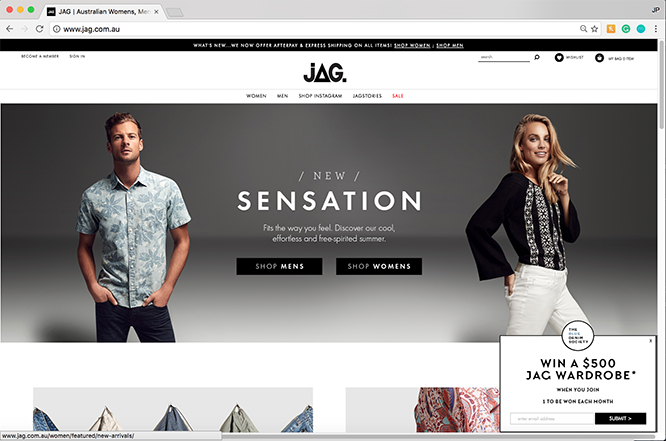 JAG | Australian Womens, Men
JP
www.jag.com.au
WHAT'S NEW...WE NOW OFFER AFTERPAY & EXPRESS SHIPPING ON ALL ITEMS! SHOP WOMEN | SHOP MEN
BECOME A MEMBER SIGN IN
search
WISHLIST
MY BAG 0 ITEM
JAG.
WOMEN MEN SHOP INSTAGRAM JAGSTORIES SALE
/ NEW /
SENSATION
Fits the way you feel. Discover our cool,
effortless and free-spirited summer.
SHOP MENS SHOP WOMENS
THE
BLUE
DENIM
SOCIETY
X
WIN A $500
JAG WARDROBE*
WHEN YOU JOIN
1 TO BE WON EACH MONTH
enter email address
SUBMIT >
www.jag.com.au/women/featured/new-arrivals/